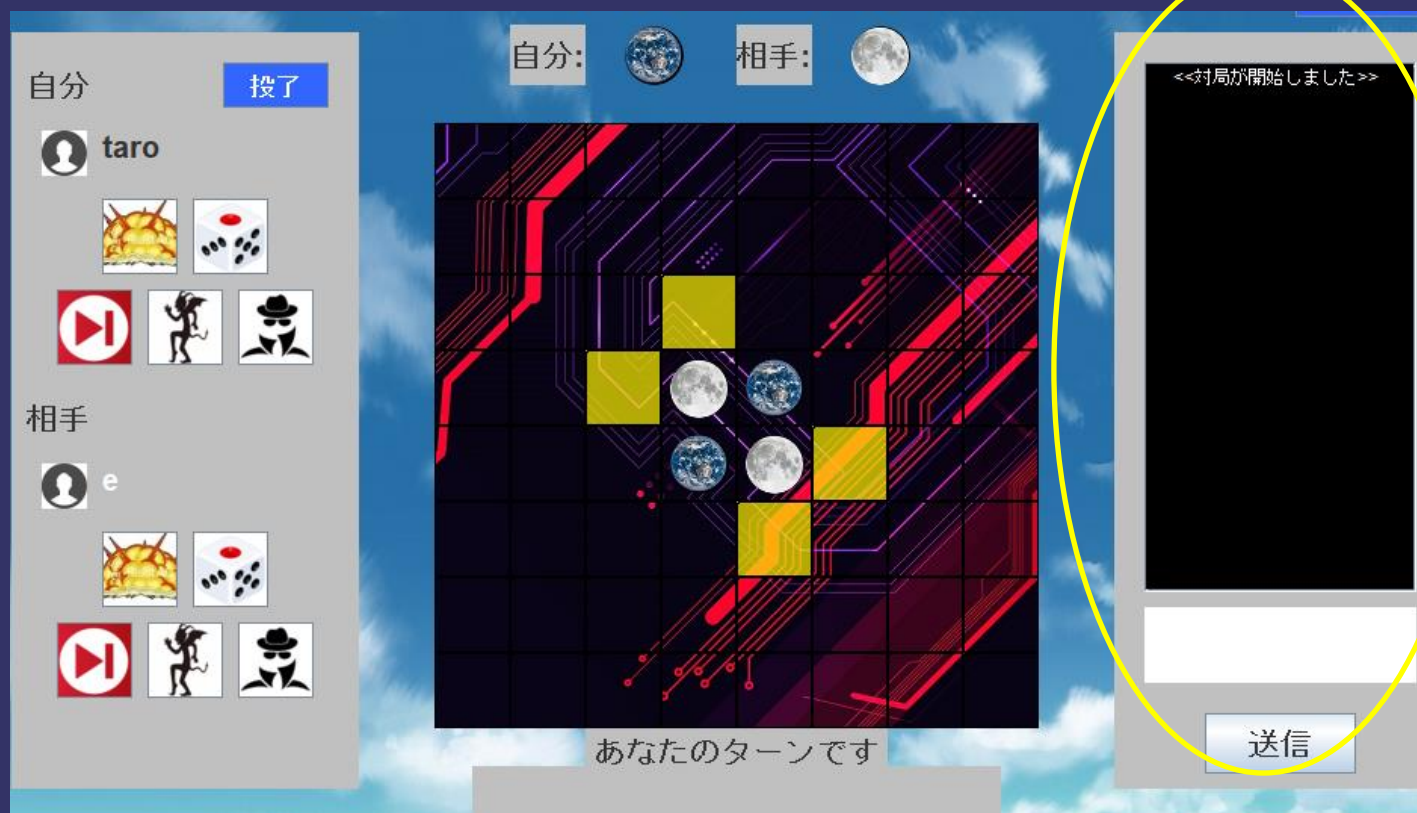 自分:
相手:
自分
投了
taro
相手
e
<<対局が開始しました>>
送信
あなたのターンです